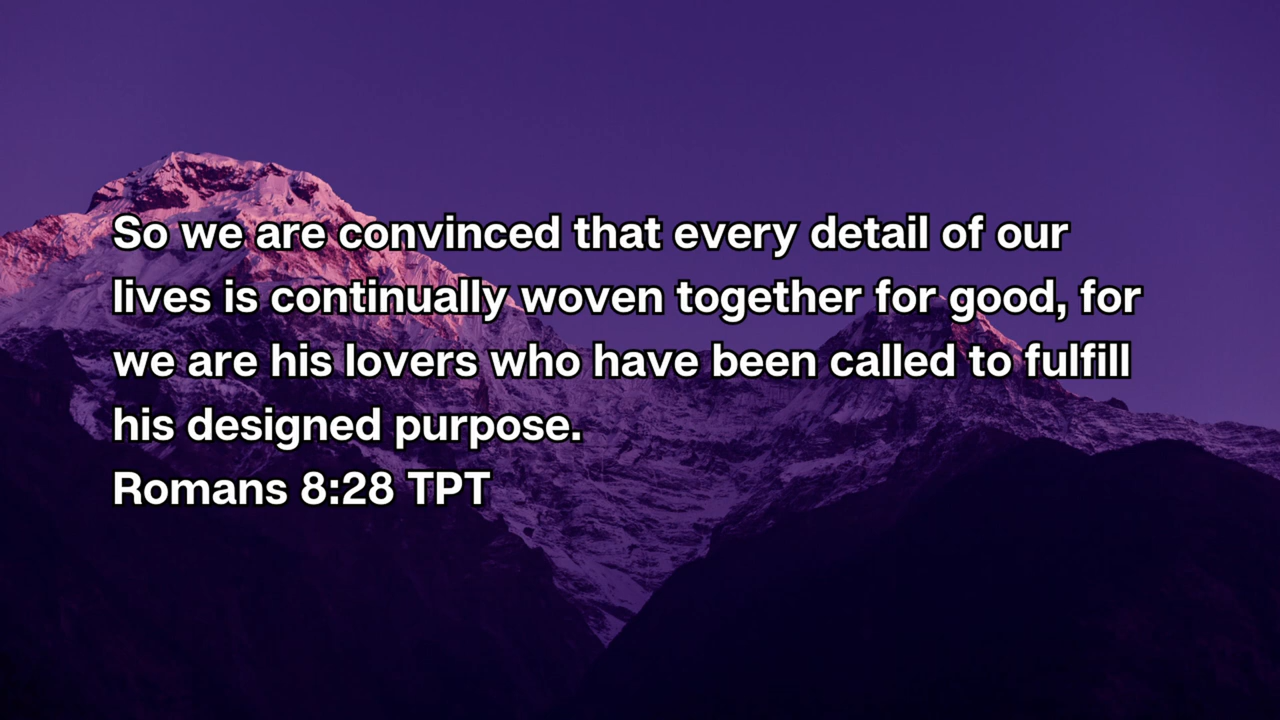 So we are convinced that every detail of our
lives is continually woven together for good, for
we are his lovers who have been called to fulfill
his designed purpose.
Romans 8:28 TPT